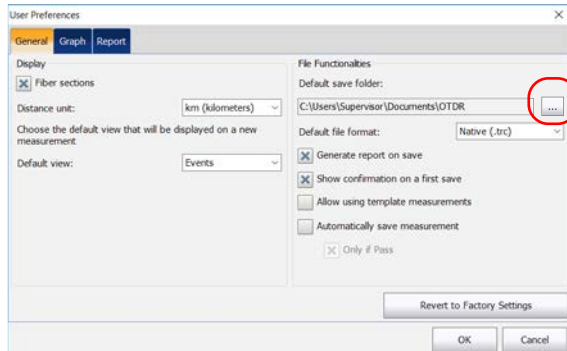 User Preferences
General Graph Report
Display
Fiber sections
Distance unit: km (kilometers)
Choose the default view that will be displayed on a new
measurement
Default view: Events
File Functionalties
Default save folder:
C:\Users\Supervisor\Documents\OTDR ...
Default file format: Native (.trc)
Generate report on save
Show confirmation on a first save
Allow using template measurements
Automatically save measurement
Only if Pass
Revert to Factory Settings
OK Cancel